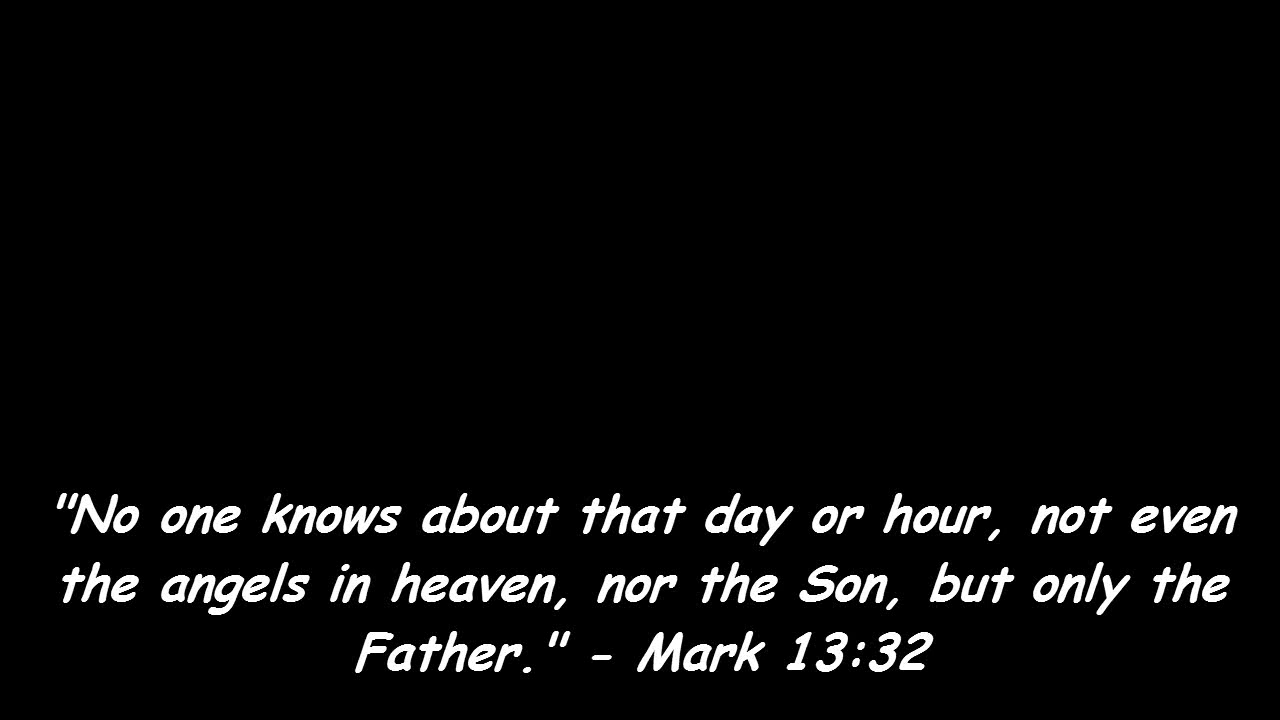 "No one knows about that day or hour, not even
the angels in heaven, nor the Son, but only the
Father." - Mark 13:32